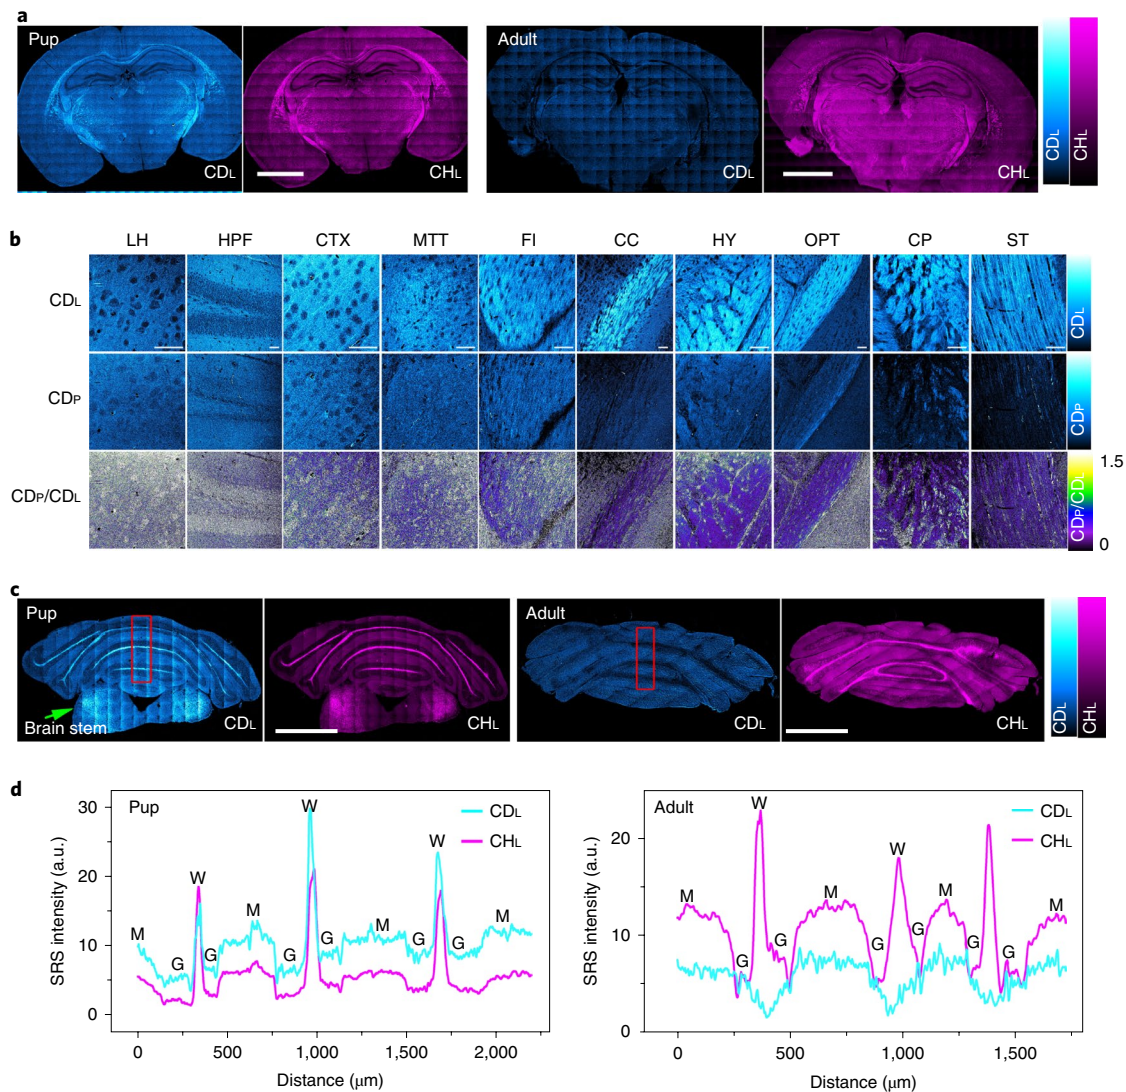 a
Pup
CDL
CHL
Adult
CDL
CHL
CDL
CHL
b
LH HPF CTX MTT FI CC HY OPT CP ST
CDL
CDL
CDP
CDP
CDP/CDL
1.5
CDP/CDL
0
c
Pup
Brain stem
CDL
CHL
Adult
CDL
CHL
CDL
CHL
d
Pup
CDL
CHL
SRS intensity (a.u.)
30
20
10
0
M G W G M G W G M G W G M
0 500 1,000 1,500 2,000
Distance (μm)
Adult
CDL
CHL
SRS intensity (a.u.)
20
10
0
M G W G M G W G M G G M
0 500 1,000 1,500
Distance (μm)